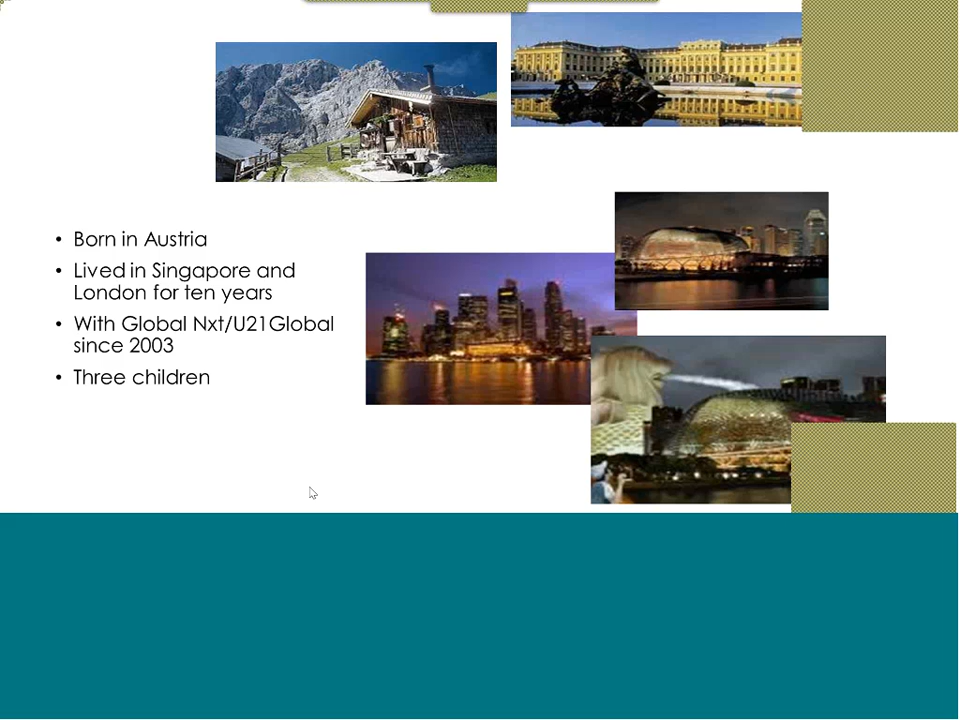 • Born in Austria
• Lived in Singapore and
London for ten years
• With Global Nxt/U21Global
since 2003
• Three children